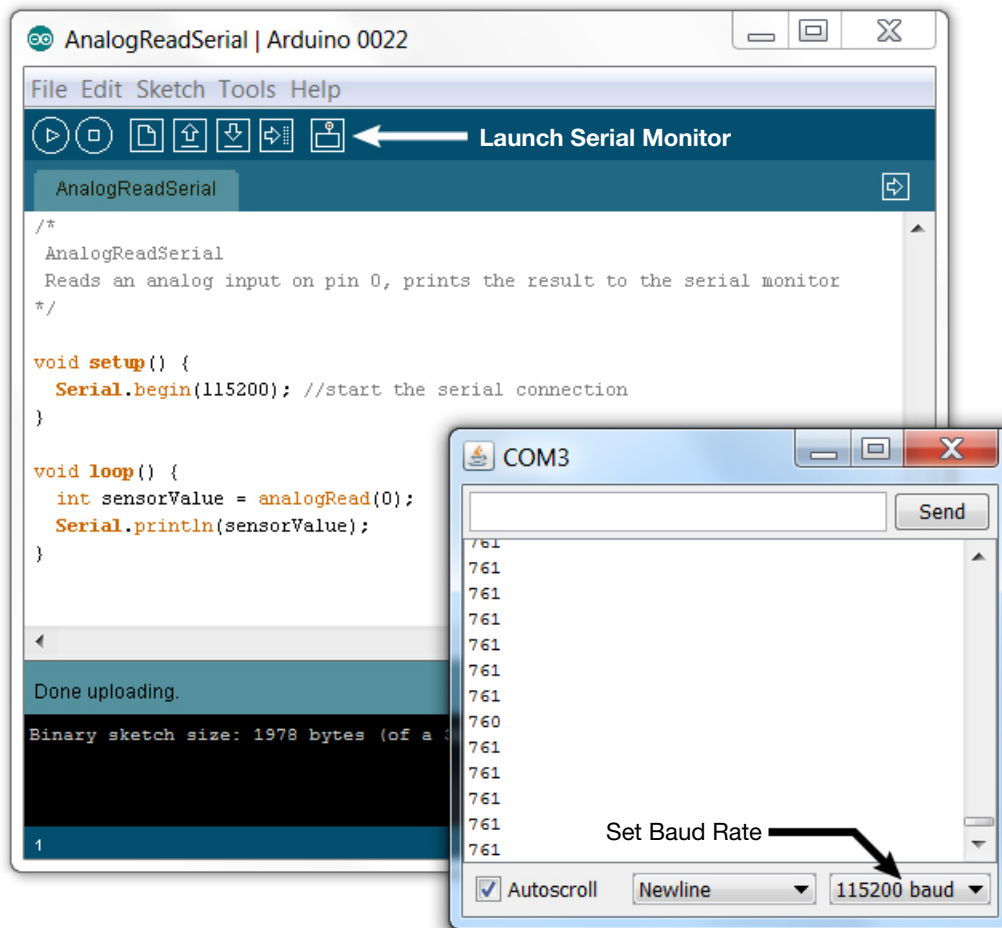 AnalogReadSerial | Arduino 0022
File Edit Sketch Tools Help
Launch Serial Monitor
AnalogReadSerial
/*
AnalogReadSerial
Reads an analog input on pin 0, prints the result to the serial monitor
*/
void setup() {
Serial.begin(115200); //start the serial connection
}
void loop() {
int sensorValue = analogRead(0);
Serial.println(sensorValue);
}
Done uploading.
Binary sketch size: 1978 bytes (of a
1
COM3
Send
761
761
761
761
761
761
761
760
761
761
761
761
761
Set Baud Rate
Autoscroll Newline 115200 baud